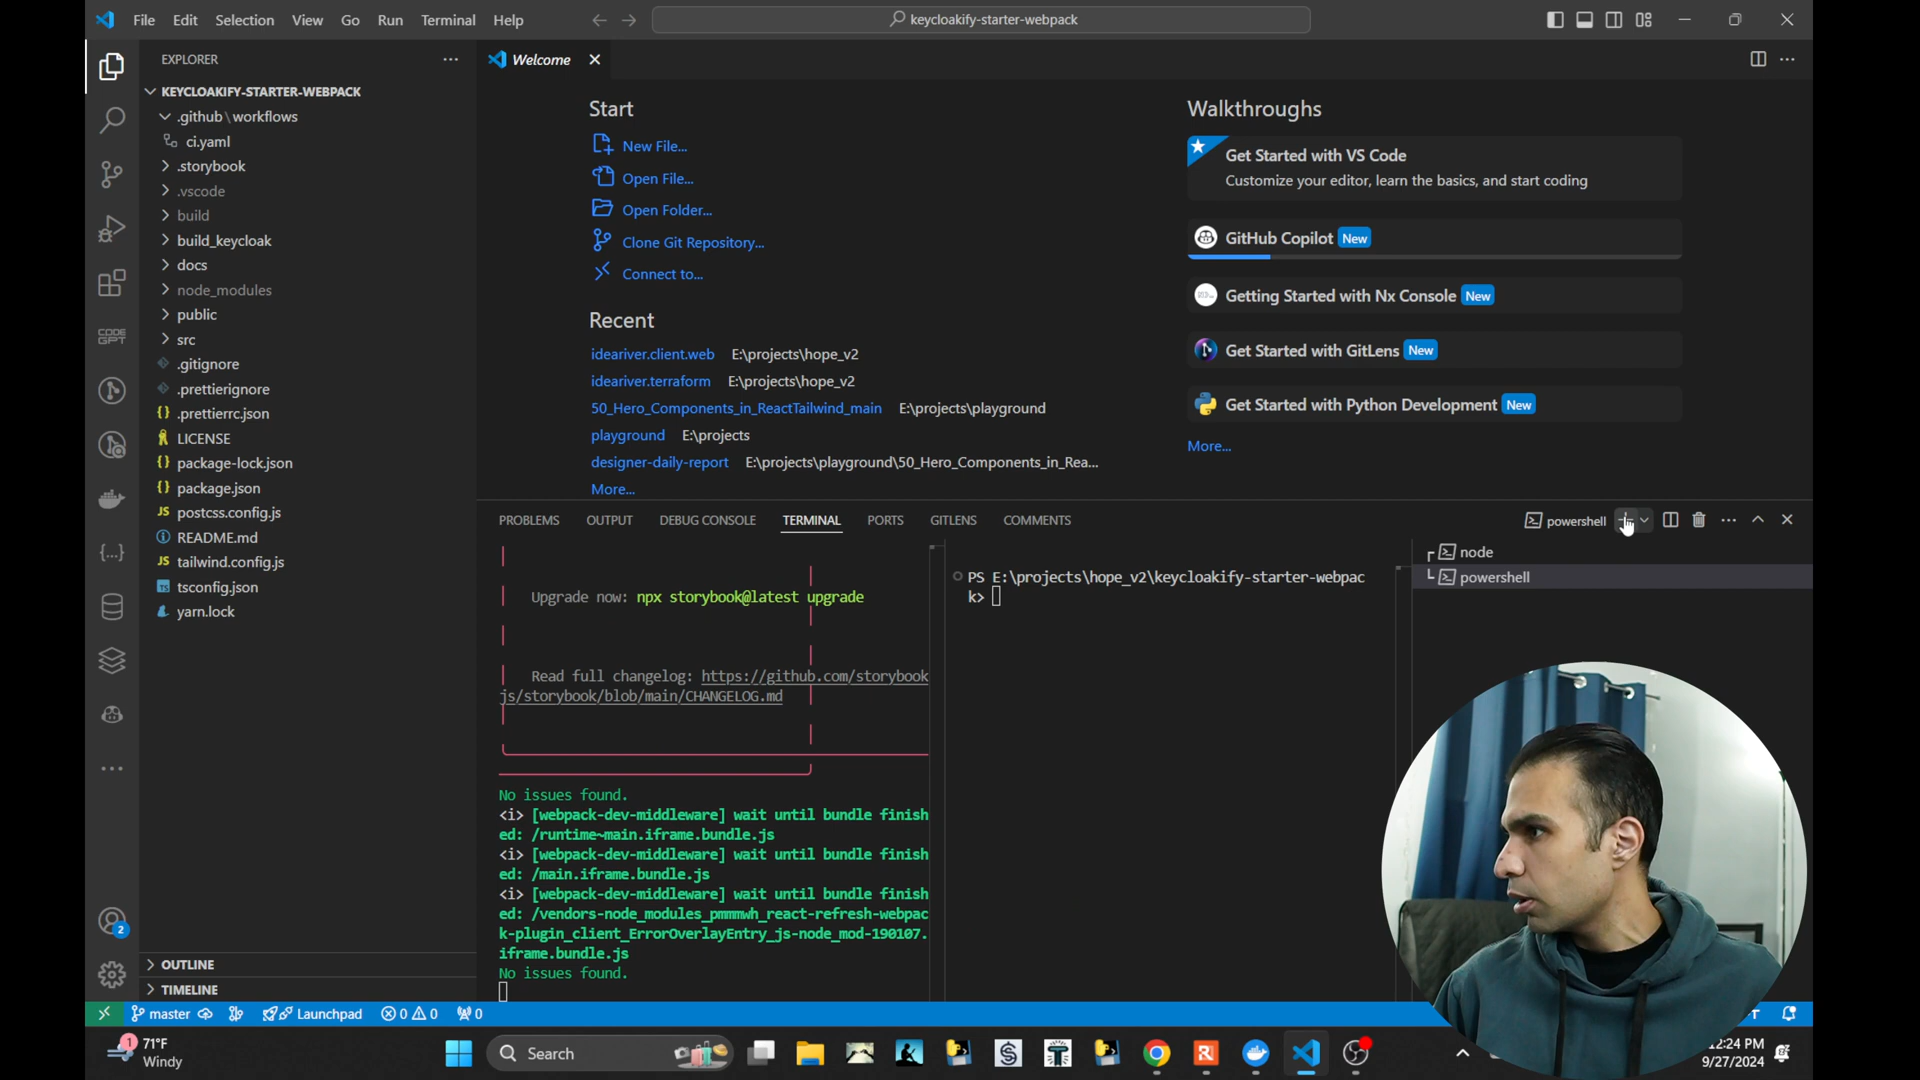 File Edit Selection View Go Run Terminal Help
keycloakify-starter-webpack
EXPLORER
Welcome
KEYCLOAKIFY-STARTER-WEBPACK
.github\workflows
ci.yaml
.storybook
.vscode
build
build_keycloak
docs
node_modules
public
src
.gitignore
.prettierignore
.prettierrc.json
LICENSE
package-lock.json
package.json
postcss.config.js
README.md
tailwind.config.js
tsconfig.json
yarn.lock
OUTLINE
TIMELINE
CODE
GPT
2
Start
New File...
Open File...
Open Folder...
Clone Git Repository...
Connect to...
Recent
ideariver.client.web E:\projects\hope_v2
ideariver.terraform E:\projects\hope_v2
50_Hero_Components_in_ReactTailwind_main E:\projects\playground
playground E:\projects
designer-daily-report E:\projects\playground\50_Hero_Components_in_Rea...
More...
Walkthroughs
Get Started with VS Code
Customize your editor, learn the basics, and start coding
GitHub Copilot New
Getting Started with Nx Console New
Get Started with GitLens New
Get Started with Python Development New
More...
PROBLEMS OUTPUT DEBUG CONSOLE TERMINAL PORTS GITLENS COMMENTS
powershell
Upgrade now: npx storybook@latest upgrade
Read full changelog: https://github.com/storybook
js/storybook/blob/main/CHANGELOG.md
No issues found.
<i> [webpack-dev-middleware] wait until bundle finish
ed: /runtime~main.iframe.bundle.js
<i> [webpack-dev-middleware] wait until bundle finish
ed: /main.iframe.bundle.js
<i> [webpack-dev-middleware] wait until bundle finish
ed: /vendors-node_modules_pmmmwh_react-refresh-webpac
k-plugin_client_ErrorOverlayEntry_js-node_mod-190107.
iframe.bundle.js
No issues found.
PS E:\projects\hope_v2\keycloakify-starter-webpac
k>
node
powershell
master Launchpad 0 0 0
1
71°F
Windy
Search
12:24 PM
9/27/2024